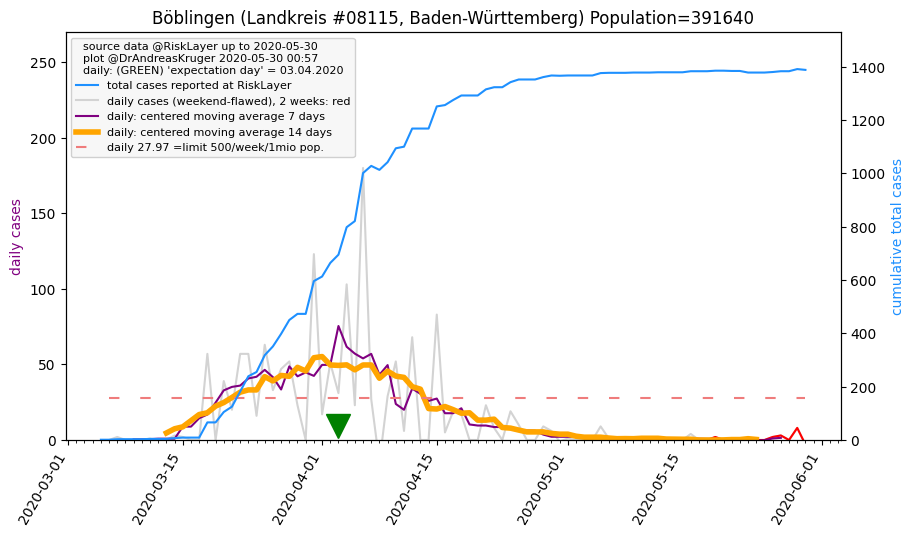 Böblingen (Landkreis #08115, Baden-Württemberg) Population=391640
source data @RiskLayer up to 2020-05-30
plot @DrAndreasKruger 2020-05-30 00:57
daily: (GREEN) 'expectation day' = 03.04.2020
total cases reported at RiskLayer
daily cases (weekend-flawed), 2 weeks: red
daily: centered moving average 7 days
daily: centered moving average 14 days
daily 27.97 =limit 500/week/1mio pop.
daily cases
250
200
150
100
50
0
cumulative total cases
1400
1200
1000
800
600
400
200
0
2020-03-01
2020-03-15
2020-04-01
2020-04-15
2020-05-01
2020-05-15
2020-06-01